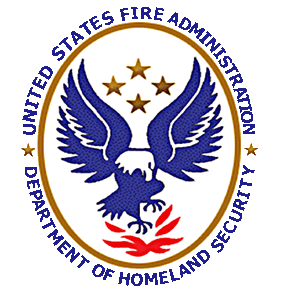 UNITED STATES FIRE ADMINISTRATION
DEPARTMENT OF HOMELAND SECURITY